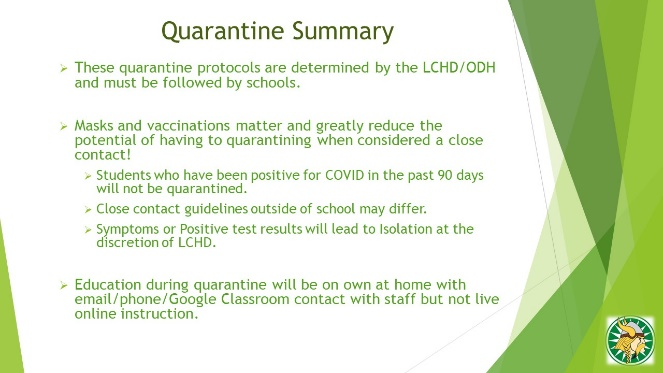 Quarantine Summary
These quarantine protocols are determined by the LCHD/ODH
and must be followed by schools.
Masks and vaccinations matter and greatly reduce the
potential of having to quarantining when considered a close
contact!
Students who have been positive for COVID in the past 90 days
will not be quarantined.
Close contact guidelines outside of school may differ.
Symptoms or Positive test results will lead to Isolation at the
discretion of LCHD.
Education during quarantine will be on own at home with
email/phone/Google Classroom contact with staff but not live
online instruction.